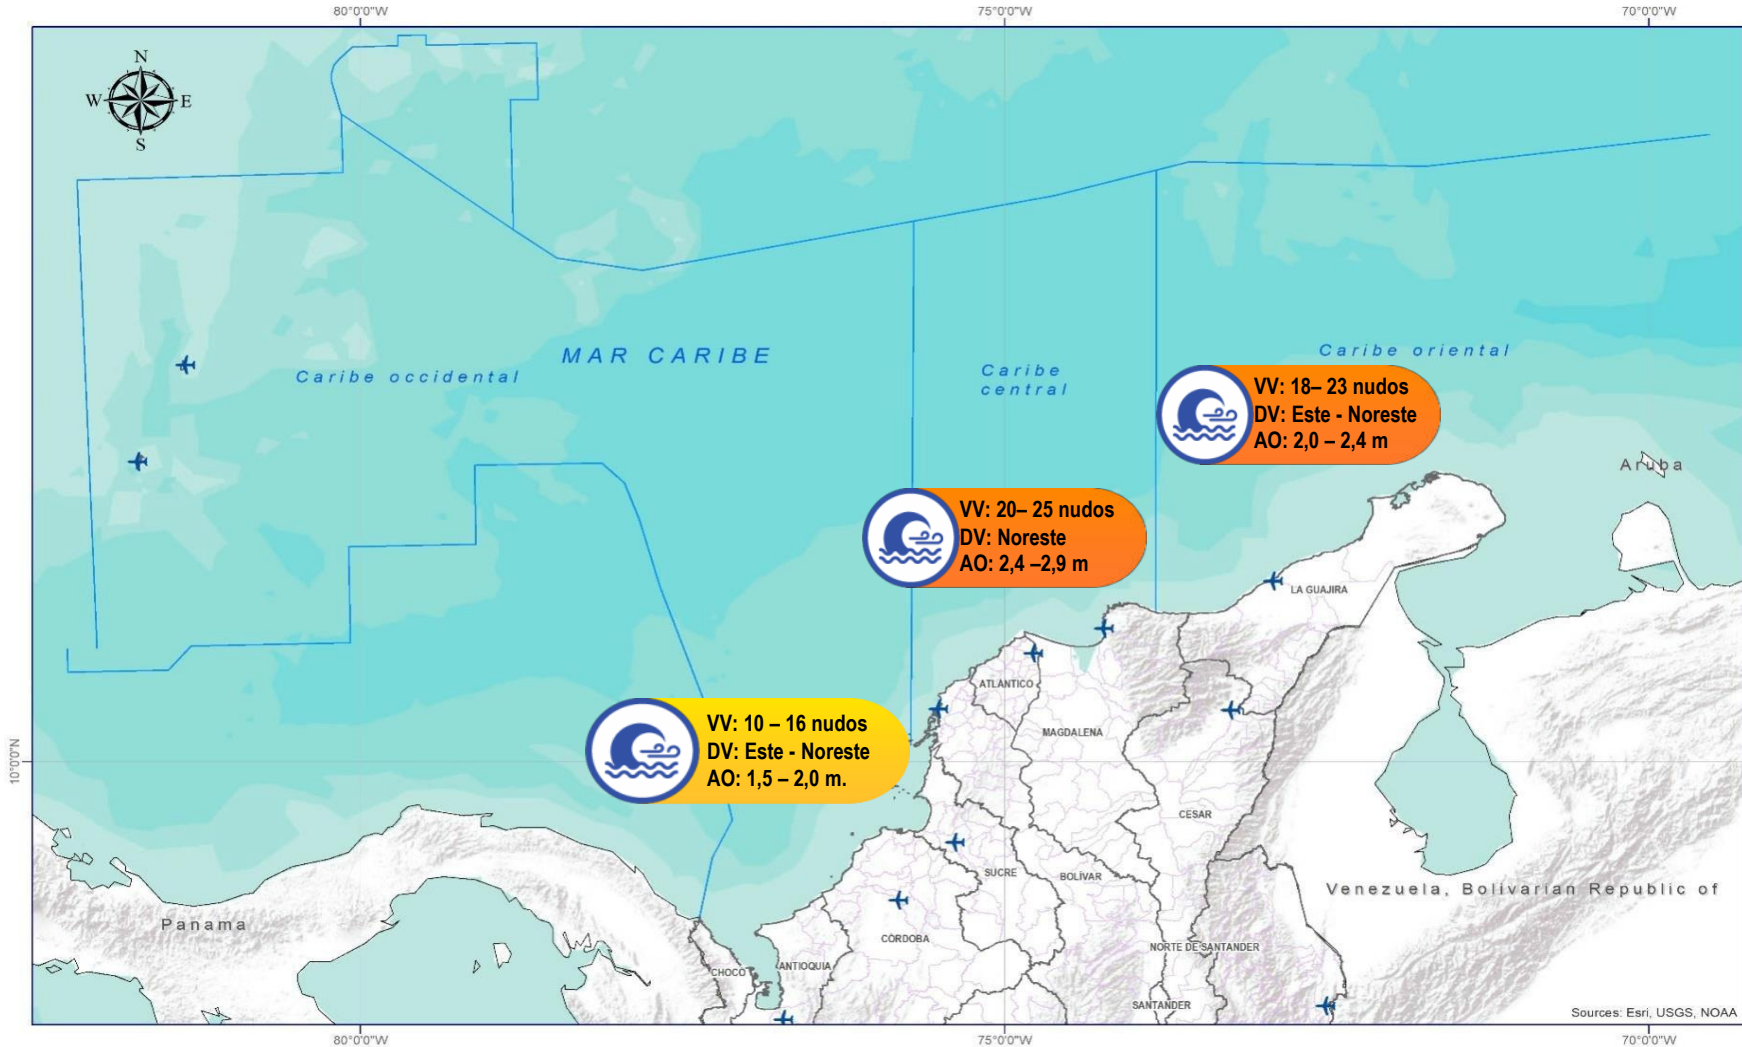 80°0'0"W
75°0'0"W
70°0'0"W
N
W
E
S
MAR CARIBE
Caribe occidental
Caribe
central
Caribe oriental
VV: 18– 23 nudos
DV: Este - Noreste
AO: 2,0 – 2,4 m
Aruba
VV: 20– 25 nudos
DV: Noreste
AO: 2,4 –2,9 m
LA GUAJIRA
ATLÁNTICO
VV: 10 – 16 nudos
DV: Este - Noreste
AO: 1,5 – 2,0 m.
MAGDALENA
10°0'0"N
CESAR
SUCRE
BOLÍVAR
Venezuela, Bolivarian Republic of
Panama
CÓRDOBA
NORTE DE SANTANDER
CHOCÓ
ANTIOQUIA
SANTANDER
Sources: Esri, USGS, NOAA
80°0'0"W
75°0'0"W
70°0'0"W